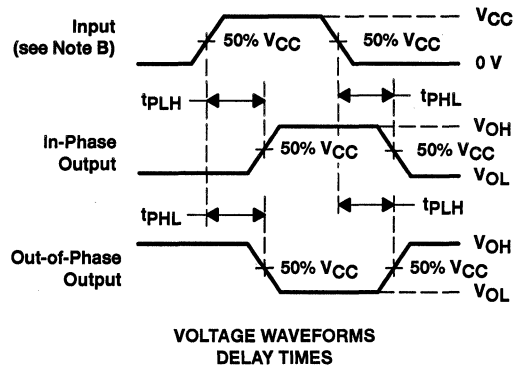 Input
(see Note B)
50% VCC
50% VCC
VCC
0 V
tPLH
tPHL
In-Phase
Output
50% VCC
50% VCC
VOH
VOL
tPHL
tPLH
Out-of-Phase
Output
50% VCC
50% VCC
VOH
VOL
VOLTAGE WAVEFORMS
DELAY TIMES